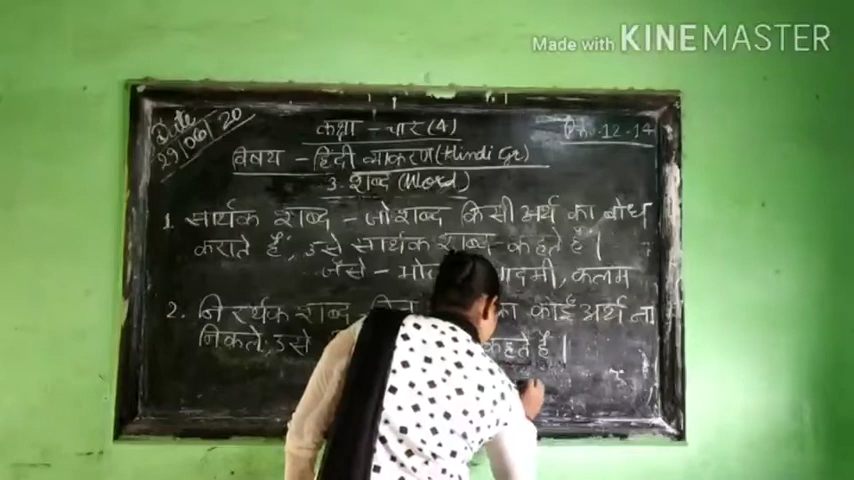 Made with KINEMASTER
Date
29/06/20
कक्षा - चार (4)
P.no.-12-14
विषय - हिंदी व्याकरण (Hindi Gr)
3. शब्द (Word)
1. सार्थक शब्द - जो शब्द किसी अर्थ का बोध
कराते हैं, उसे सार्थक शब्द कहते हैं।
जैसे - आदमी, कलम
2. निरर्थक शब्द - का कोई अर्थ ना
निकले, उसे कहते हैं।